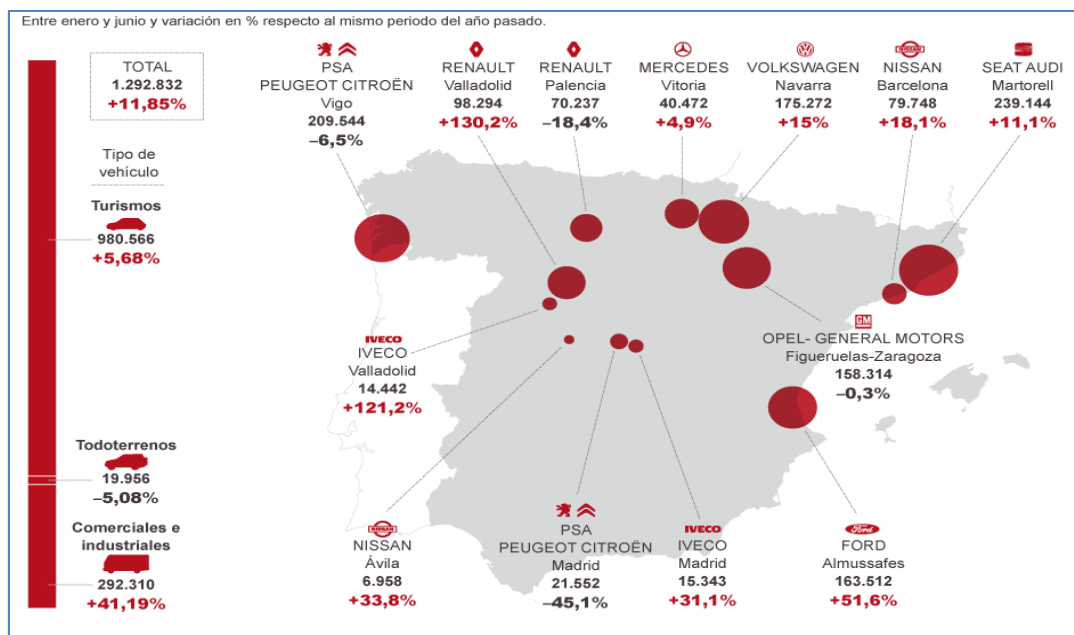 Entre enero y junio y variación en % respecto al mismo periodo del año pasado.
TOTAL
1.292.832
+11,85%
Tipo de
vehículo
Turismos
980.566
+5,68%
Todoterrenos
19.956
–5,08%
Comerciales e
industriales
292.310
+41,19%
PSA
PEUGEOT CITROËN
Vigo
209.544
–6,5%
RENAULT
Valladolid
98.294
+130,2%
RENAULT
Palencia
70.237
–18,4%
MERCEDES
Vitoria
40.472
+4,9%
VOLKSWAGEN
Navarra
175.272
+15%
NISSAN
NISSAN
Barcelona
79.748
+18,1%
SEAT AUDI
Martorell
239.144
+11,1%
IVECO
IVECO
Valladolid
14.442
+121,2%
GM
OPEL- GENERAL MOTORS
Figueruelas-Zaragoza
158.314
–0,3%
NISSAN
NISSAN
Ávila
6.958
+33,8%
PSA
PEUGEOT CITROËN
Madrid
21.552
–45,1%
IVECO
IVECO
Madrid
15.343
+31,1%
Ford
FORD
Almussafes
163.512
+51,6%